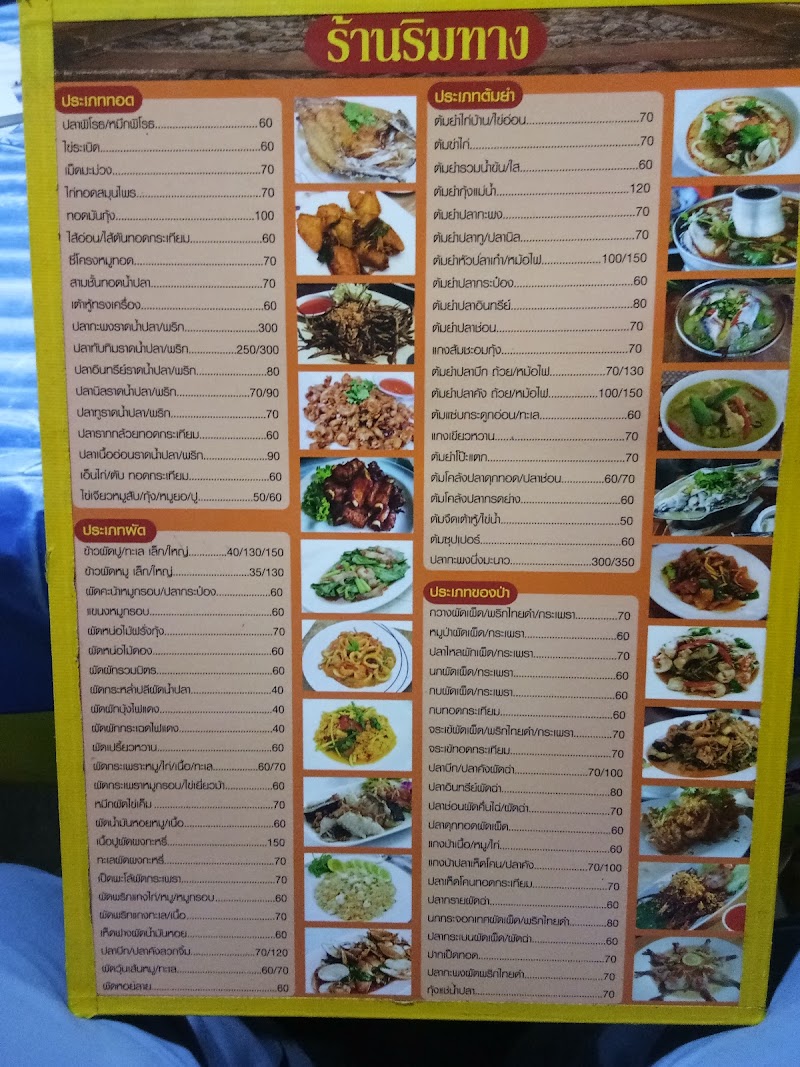 ร้านริมทาง
ประเภททอด
ปลาพิโรธ/หมึกพิโรธ 60
ไข่ระเบิด 60
เม็ดมะม่วง 70
ไก่ทอดสมุนไพร 70
ทอดมันกุ้ง 100
ไส้อ่อน/ไส้ตันทอดกระเทียม 60
ซี่โครงหมูทอด 70
สามชั้นทอดน้ำปลา 70
เต้าหู้ทรงเครื่อง 60
ปลากะพงราดน้ำปลา/พริก 300
ปลาทับทิมราดน้ำปลา/พริก 250/300
ปลาอินทรีย์ราดน้ำปลา/พริก 80
ปลานิลราดน้ำปลา/พริก 70/90
ปลาทูราดน้ำปลา/พริก 70
ปลารากกล้วยทอดกระเทียม 60
ปลาเนื้ออ่อนราดน้ำปลา/พริก 90
เอ็นไก่/ตับ ทอดกระเทียม 60
ไข่เจียวหมูสับ/กุ้ง/หมูยอ/ปู 50/60
ประเภทผัด
ข้าวผัดปู/ทะเล เล็ก/ใหญ่ 40/130/150
ข้าวผัดหมู เล็ก/ใหญ่ 35/130
ผัดคะน้าหมูกรอบ/ปลากระป๋อง 60
แขนงหมูกรอบ 60
ผัดหน่อไม้ฝรั่งกุ้ง 70
ผัดหน่อไม้ดอง 60
ผัดผักรวมมิตร 60
ผัดกระหล่ำปลีผัดน้ำปลา 40
ผัดผักบุ้งไฟแดง 40
ผัดผักกระเฉดไฟแดง 40
ผัดเปรี้ยวหวาน 60
ผัดกระเพราะหมู/ไก่/เนื้อ/ทะเล 60/70
ผัดกระเพราหมูกรอบ/ไข่เยี่ยวม้า 60
หมึกผัดไข่เค็ม 70
ผัดน้ำมันหอยหมู/เนื้อ 60
เนื้อปูผัดผงกะหรี่ 150
ทะเลผัดผงกะหรี่ 70
เป็ดพะโล้ผัดกระเพรา 70
ผัดพริกแกงไก่/หมู/หมูกรอบ 60
ผัดพริกแกงทะเล/เนื้อ 70
เห็ดฟางผัดน้ำมันหอย 60
ปลาบึก/ปลาคังลวกจิ้ม 70/120
ผัดวุ้นเส้นหมู/ทะเล 60/70
ผัดหอยลาย 60
ประเภทต้มยำ
ต้มยำไก่บ้าน/ไข่อ่อน 70
ต้มข่าไก่ 70
ต้มยำรวมน้ำข้น/ใส 60
ต้มยำกุ้งแม่น้ำ 120
ต้มยำปลากะพง 70
ต้มยำปลาทู/ปลานิล 70
ต้มยำหัวปลาเก๋า/หม้อไฟ 100/150
ต้มยำปลากระป๋อง 60
ต้มยำปลาอินทรีย์ 80
ต้มยำปลาช่อน 70
แกงส้มชะอมกุ้ง 70
ต้มยำปลาบึก ถ้วย/หม้อไฟ 70/130
ต้มยำปลาคัง ถ้วย/หม้อไฟ 100/150
ต้มแซ่บกระดูกอ่อน/ทะเล 60
แกงเขียวหวาน 70
ต้มยำโป๊ะแตก 70
ต้มโคล้งปลาดุกทอด/ปลาช่อน 60/70
ต้มโคล้งปลากรดย่าง 60
ต้มจืดเต้าหู้/ไข่น้ำ 50
ต้มซุปเปอร์ 60
ปลากะพงนึ่งมะนาว 300/350
ประเภทของป่า
กวางผัดเผ็ด/พริกไทยดำ/กระเพรา 70
หมูป่าผัดเผ็ด/กระเพรา 60
ปลาไหลผัดเผ็ด/กระเพรา 70
นกผัดเผ็ด/กระเพรา 60
กบผัดเผ็ด/กระเพรา 60
กบทอดกระเทียม 60
จระเข้ผัดเผ็ด/พริกไทยดำ/กระเพรา 70
จระเข้ทอดกระเทียม 70
ปลาบึก/ปลาคังผัดฉ่า 70/100
ปลาอินทรีผัดฉ่า 80
ปลาช่อนผัดคื่นไฉ่/ผัดฉ่า 70
ปลาดุกทอดผัดเผ็ด 60
แกงป่าเนื้อ/หมู/ไก่ 60
แกงป่าปลาเห็ดโคน/ปลาคัง 70/100
ปลาเห็ดโคนทอดกระเทียม 70
ปลากรายผัดฉ่า 60
นกกระจอกเทศผัดเผ็ด/พริกไทยดำ 80
ปลากระเบนผัดเผ็ด/ผัดฉ่า 60
ปากเป็ดทอด 70
ปลากะพงผัดพริกไทยดำ 70
กุ้งแช่น้ำปลา 70